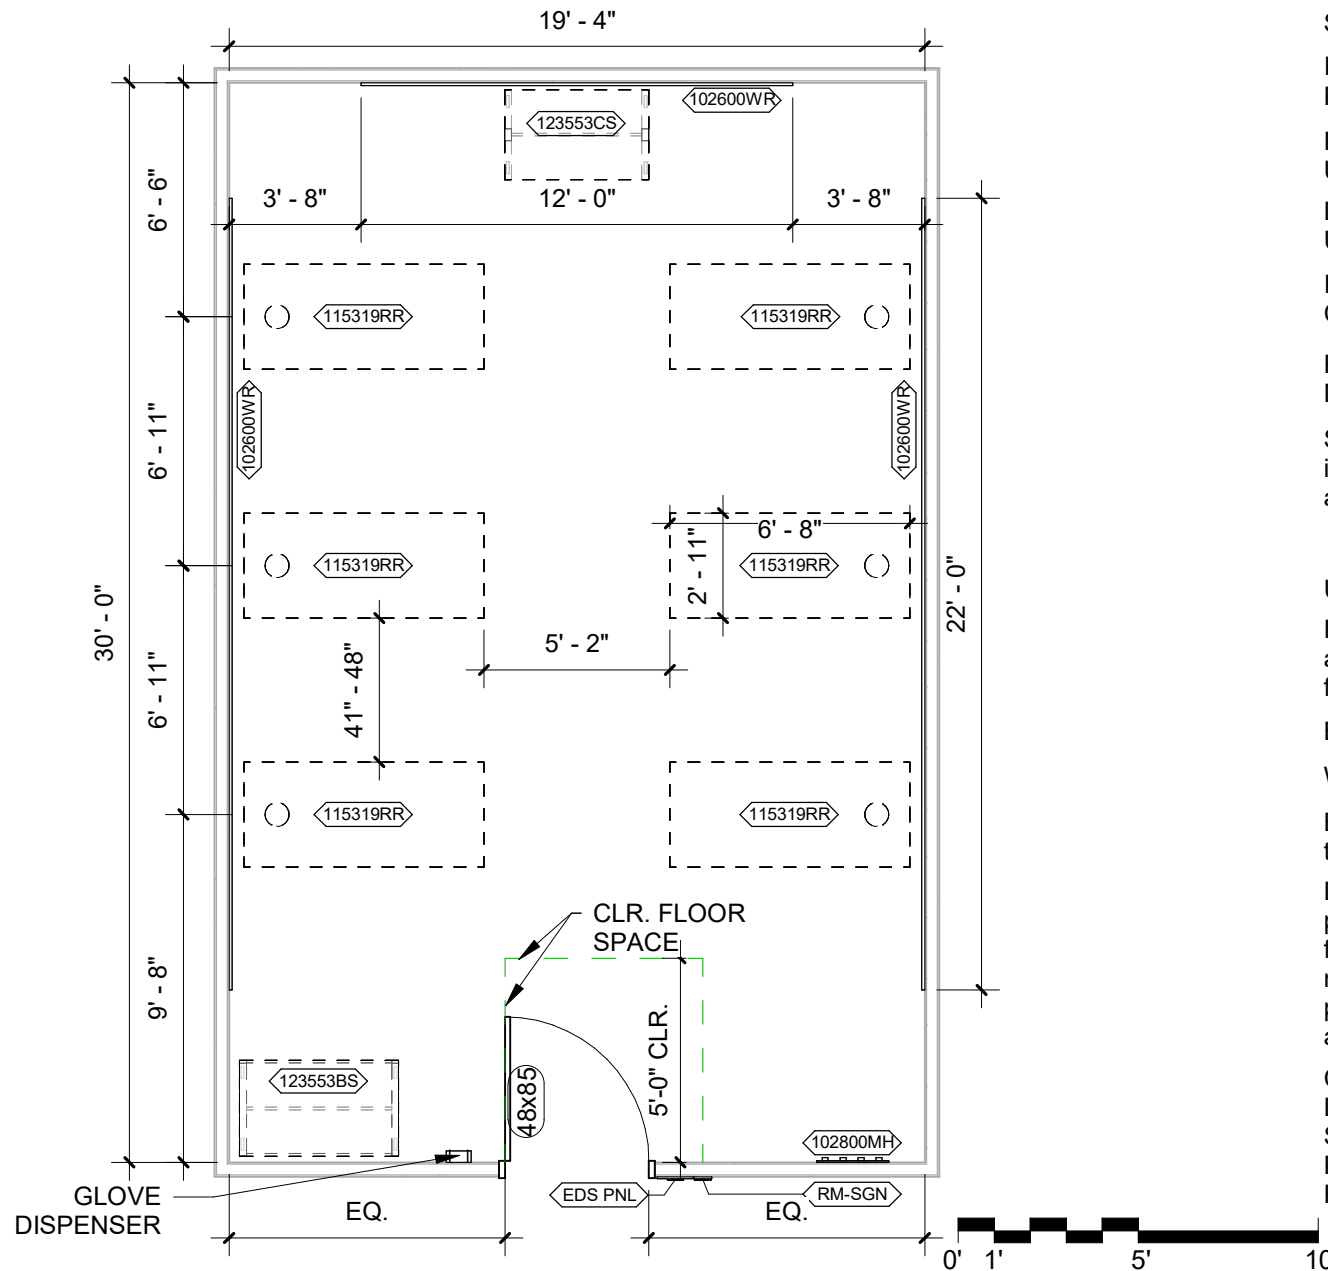 19' - 4"
102600WR
123553CS
6' - 6"
3' - 8"
12' - 0"
3' - 8"
115319RR
115319RR
102600WR
102600WR
6' - 11"
6' - 8"
2' - 11"
115319RR
115319RR
30' - 0"
22' - 0"
5' - 2"
41" - 48"
6' - 11"
115319RR
115319RR
CLR. FLOOR
SPACE
9' - 8"
5'-0" CLR.
48x85
123553BS
102800MH
GLOVE
DISPENSER
EDS PNL
RM-SGN
EQ.
EQ.
0' 1' 5' 10